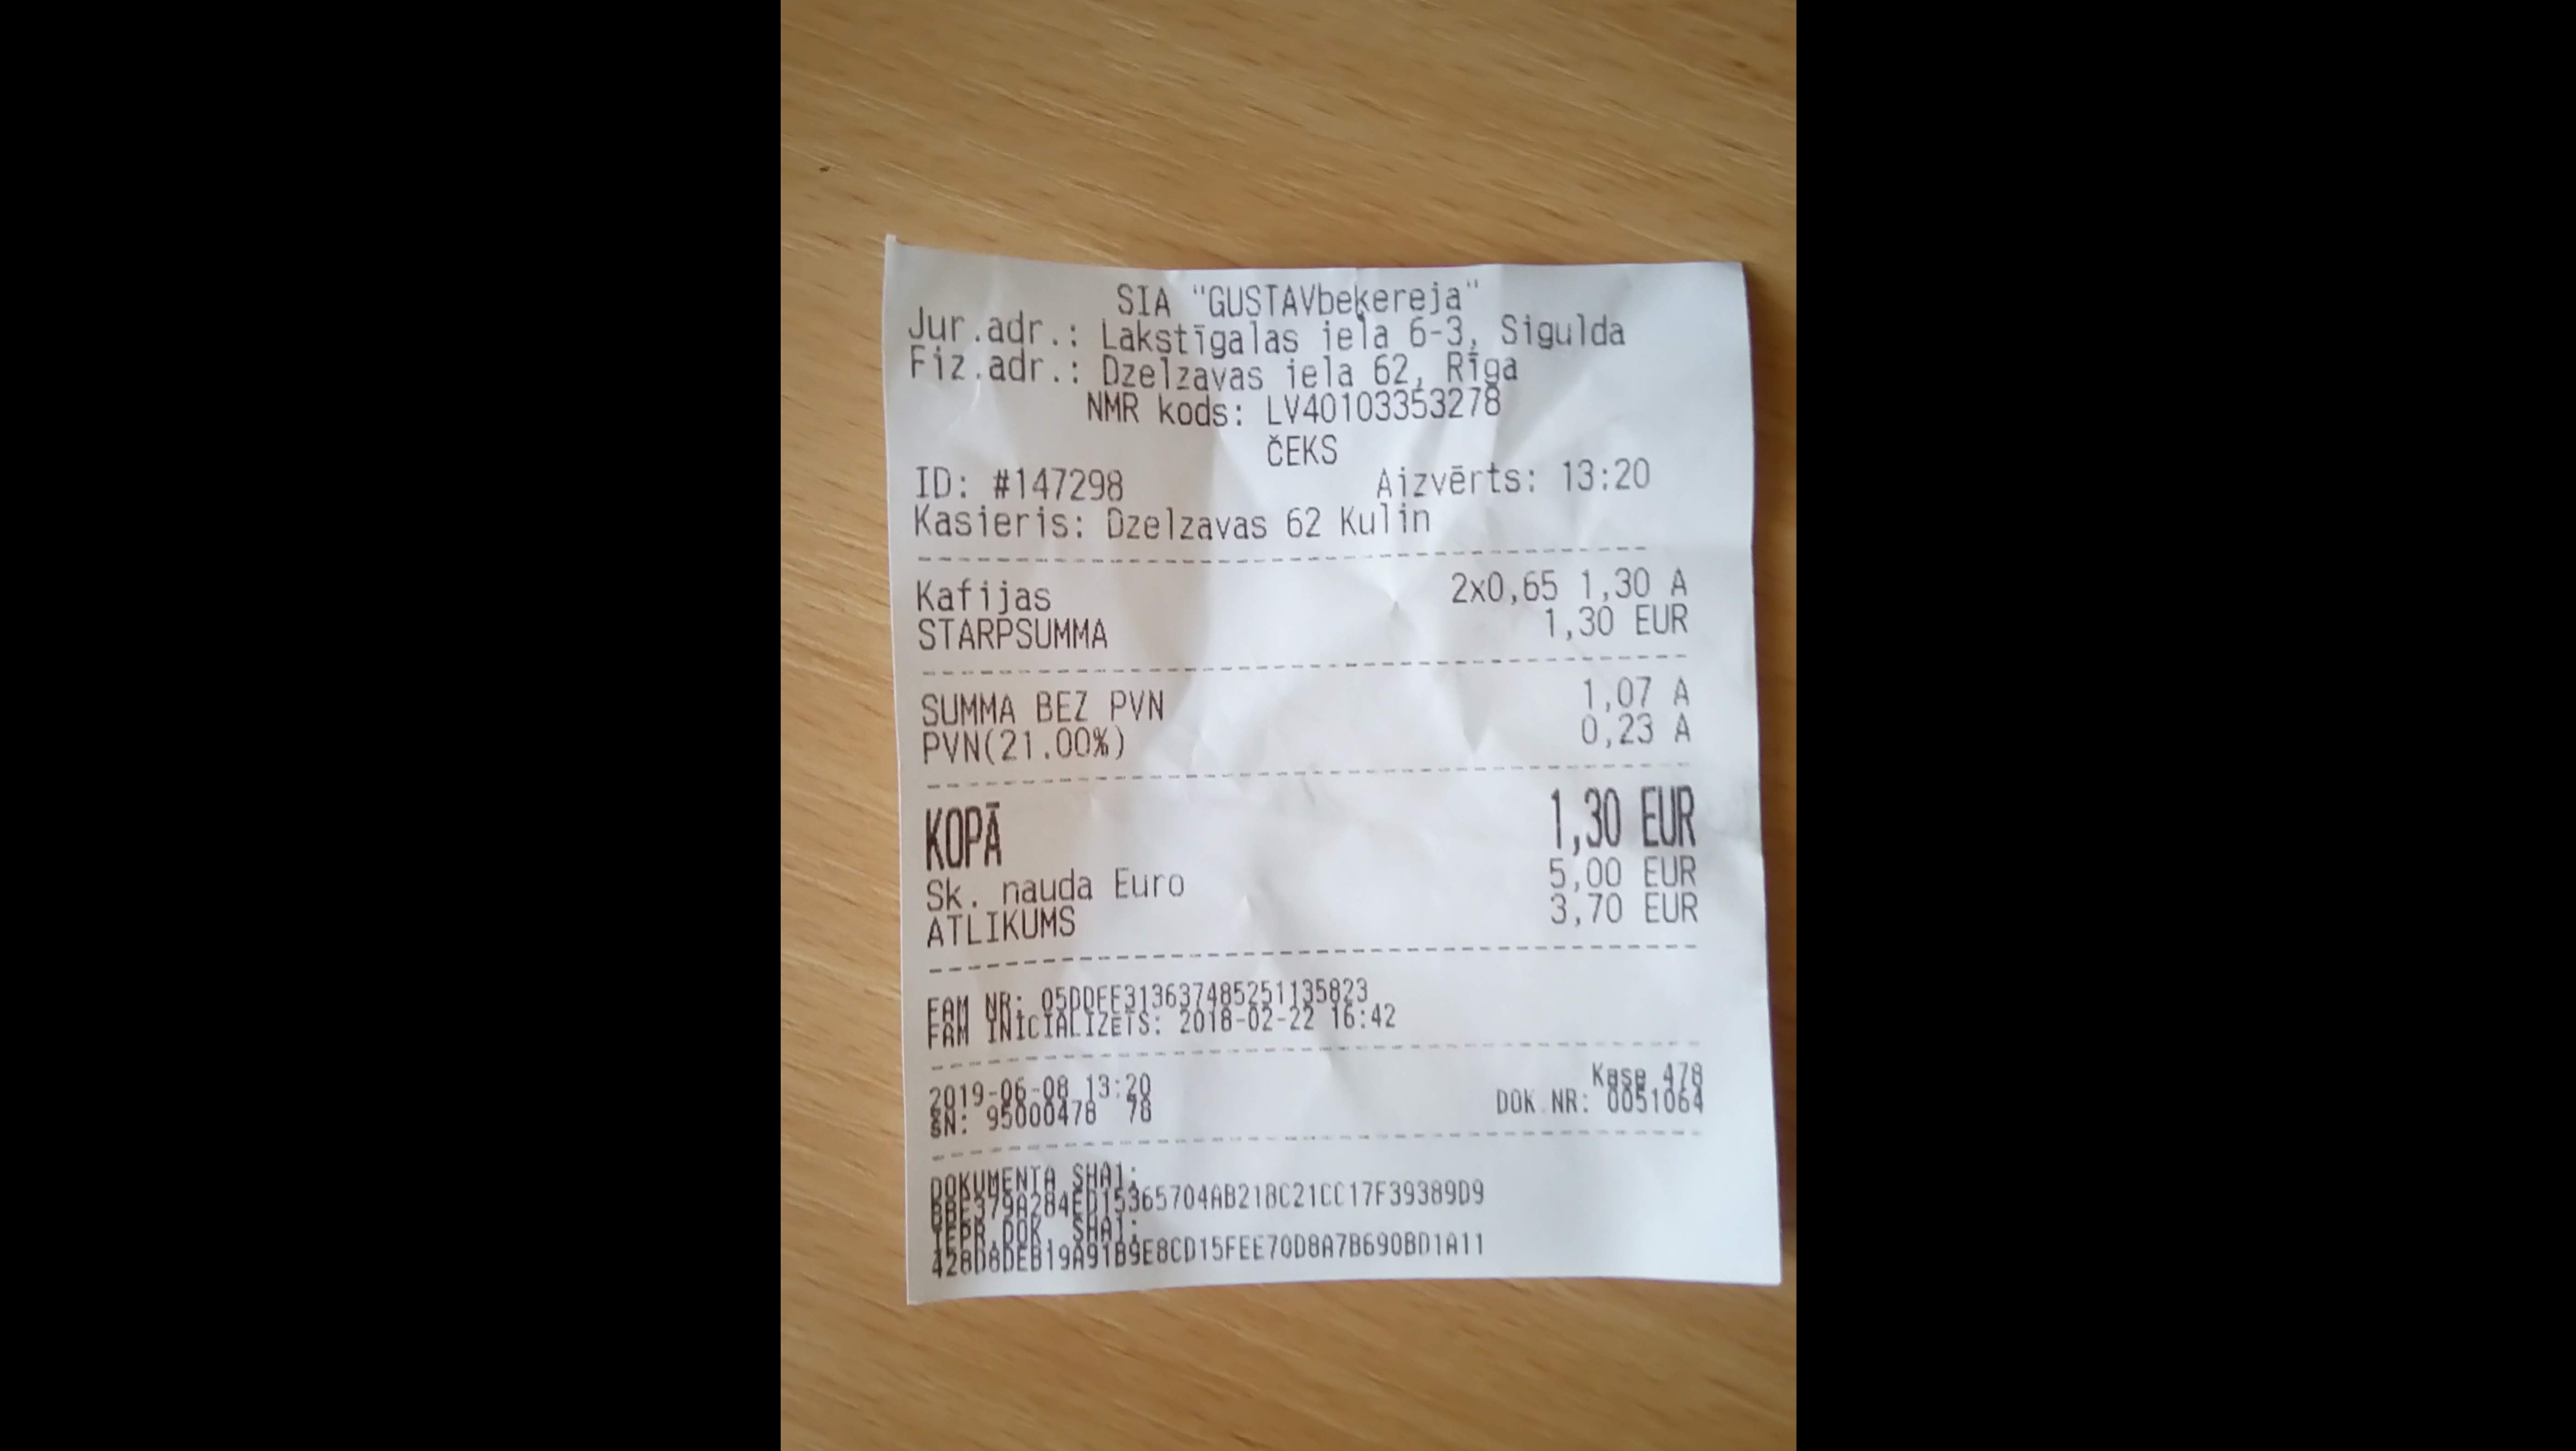 SIA "GUSTAVbeķereja"
Jur.adr.: Lakstīgalas iela 6-3, Sigulda
Fiz.adr.: Dzelzavas iela 62, Rīga
NMR kods: LV40103353278
ČEKS
ID: #147298 Aizvērts: 13:20
Kasieris: Dzelzavas 62 Kulin
Kafijas 2x0,65 1,30 A
STARPSUMMA 1,30 EUR
SUMMA BEZ PVN 1,07 A
PVN(21.00%) 0,23 A
KOPĀ 1,30 EUR
Sk. nauda Euro 5,00 EUR
ATLIKUMS 3,70 EUR
FAM NR: 05DDEE313637485251135823
FAM INICIALIZĒTS: 2018-02-22 16:42
2019-06-08 13:20 Kase 478
SN: 95000478 78 DOK.NR: 0051064
DOKUMENTA SHA1:
IEPR.DOK. SHA1:
428D8DEB19A91B9E8CD15FEE70D8A7B690BD1A11